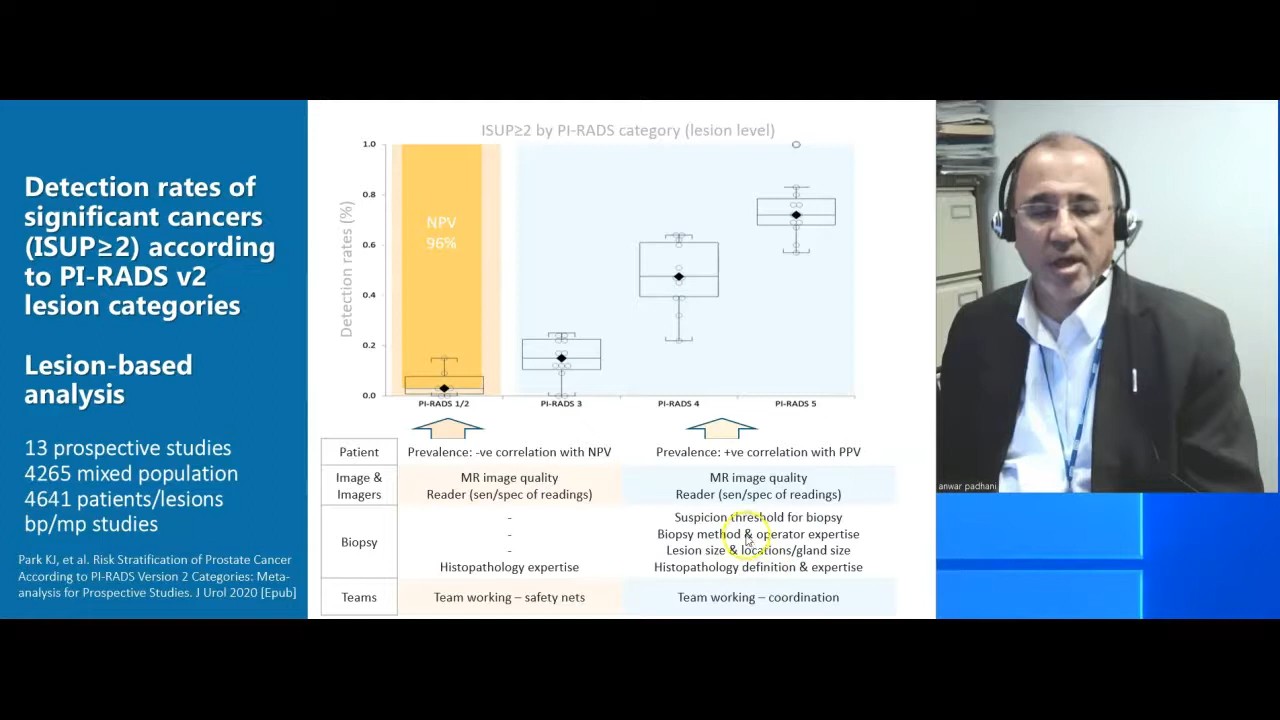 Detection rates of
significant cancers
(ISUP≥2) according
to PI-RADS v2
lesion categories
Lesion-based
analysis
13 prospective studies
4265 mixed population
4641 patients/lesions
bp/mp studies
Park KJ, et al. Risk Stratification of Prostate Cancer
According to PI-RADS Version 2 Categories: Meta-
analysis for Prospective Studies. J Urol 2020 [Epub]
ISUP≥2 by PI-RADS category (lesion level)
Detection rates (%)
1.0
0.8
0.6
0.4
0.2
0.0
NPV
96%
PI-RADS 1/2 PI-RADS 3 PI-RADS 4 PI-RADS 5
Patient Prevalence: -ve correlation with NPV Prevalence: +ve correlation with PPV
Image &
Imagers
MR image quality MR image quality
Reader (sen/spec of readings) Reader (sen/spec of readings)
Biopsy
- Suspicion threshold for biopsy
- Biopsy method & operator expertise
- Lesion size & locations/gland size
Histopathology expertise Histopathology definition & expertise
Teams Team working – safety nets Team working – coordination
anwar padhani